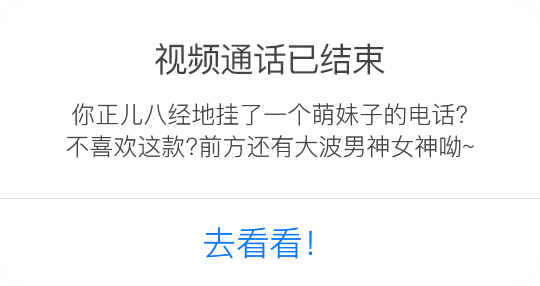 视频通话已结束
你正儿八经地挂了一个萌妹子的电话?
不喜欢这款?前方还有大波男神女神呦~
去看看!